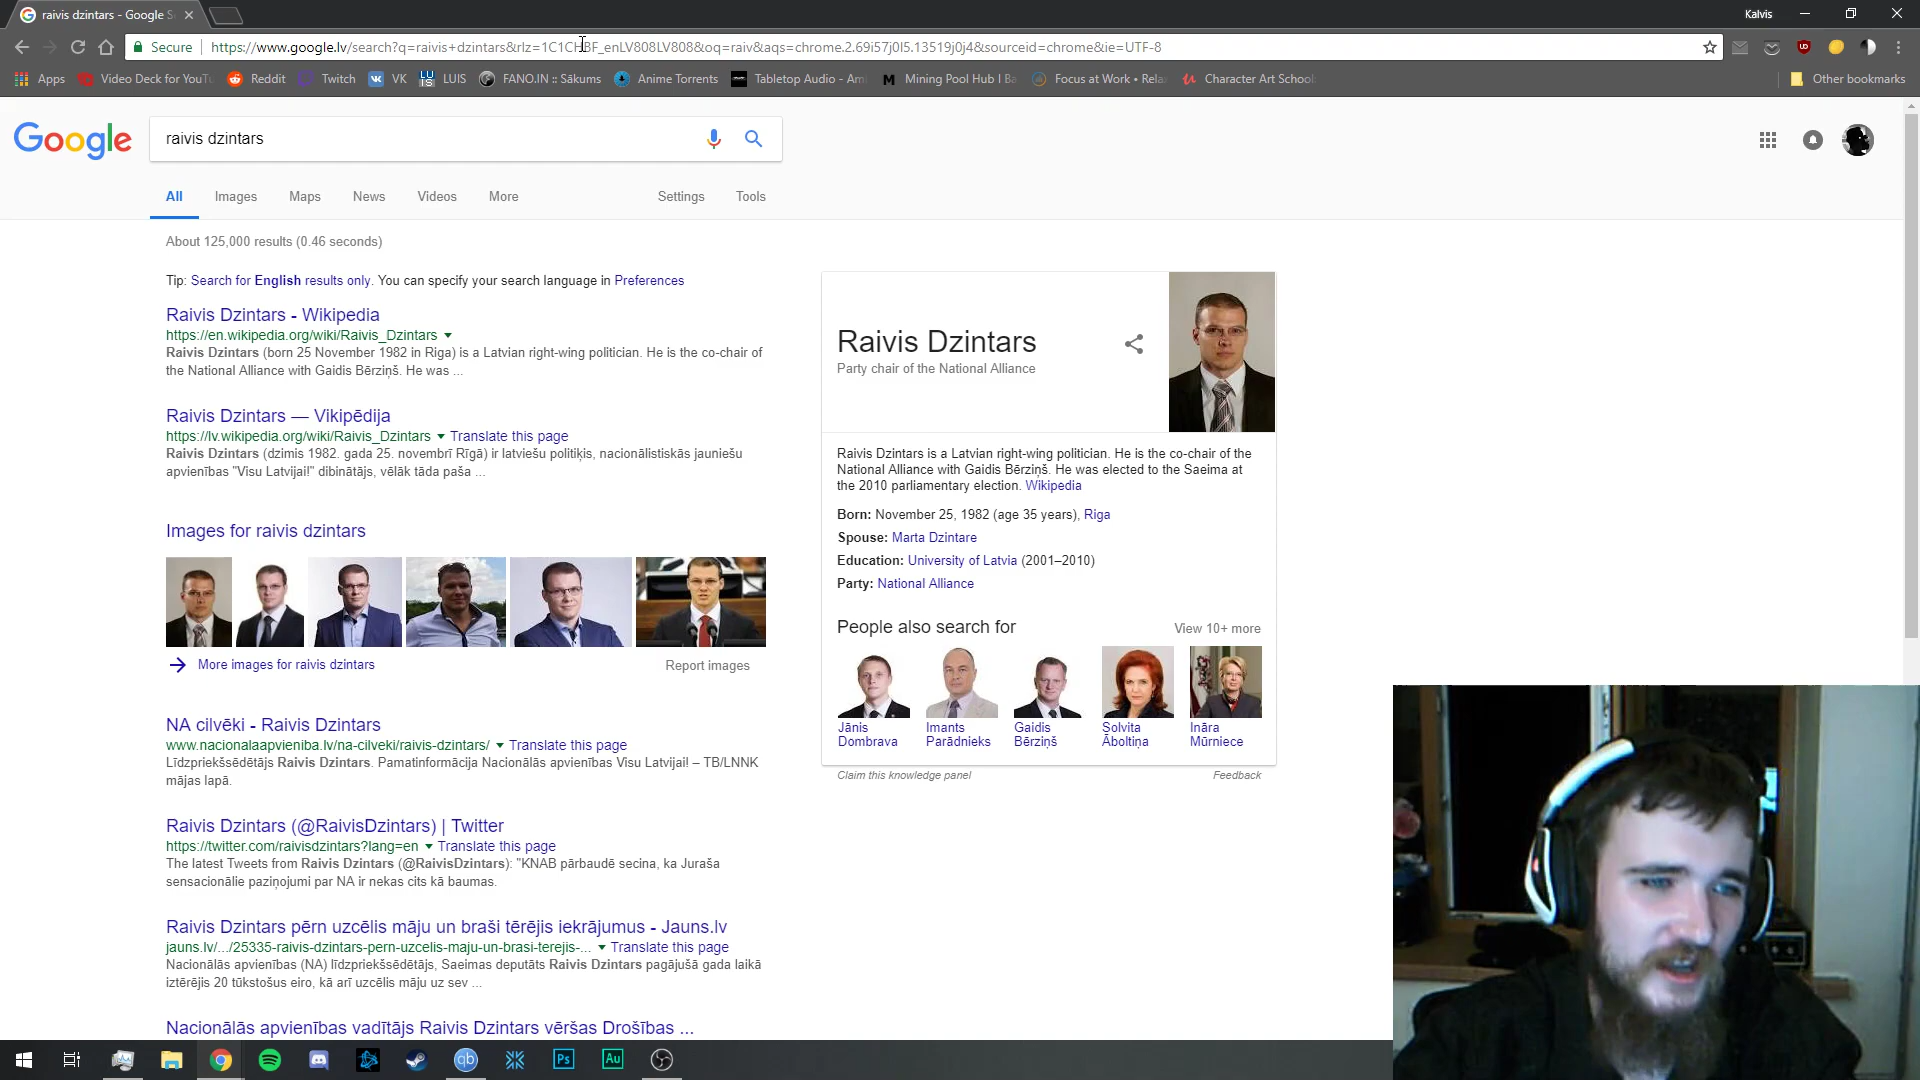 raivis dzintars - Google S
Kalvis
Secure
https://www.google.lv/search?q=raivis+dzintars&rlz=1C1CHBF_enLV808LV808&oq=raiv&aqs=chrome.2.69i57j0l5.13519j0j4&sourceid=chrome&ie=UTF-8
Apps
Video Deck for YouTu
Reddit
Twitch
VK
LUIS
FANO.IN :: Sākums
Anime Torrents
Tabletop Audio - Am
Mining Pool Hub | Ba
Focus at Work • Rela
Character Art School
Other bookmarks
Google
raivis dzintars
All
Images
Maps
News
Videos
More
Settings
Tools
About 125,000 results (0.46 seconds)
Tip: Search for English results only. You can specify your search language in Preferences
Raivis Dzintars - Wikipedia
https://en.wikipedia.org/wiki/Raivis_Dzintars
Raivis Dzintars (born 25 November 1982 in Riga) is a Latvian right-wing politician. He is the co-chair of
the National Alliance with Gaidis Bērziņš. He was ...
Raivis Dzintars — Vikipēdija
https://lv.wikipedia.org/wiki/Raivis_Dzintars Translate this page
Raivis Dzintars (dzimis 1982. gada 25. novembrī Rīgā) ir latviešu politiķis, nacionālistiskās jauniešu
apvienības "Visu Latvijai!" dibinātājs, vēlāk tāda paša ...
Images for raivis dzintars
More images for raivis dzintars
Report images
NA cilvēki - Raivis Dzintars
www.nacionalaapvieniba.lv/na-cilveki/raivis-dzintars/ Translate this page
Līdzpriekšsēdētājs Raivis Dzintars. Pamatinformācija Nacionālās apvienības Visu Latvijai! – TB/LNNK
mājas lapā.
Raivis Dzintars (@RaivisDzintars) | Twitter
https://twitter.com/raivisdzintars?lang=en Translate this page
The latest Tweets from Raivis Dzintars (@RaivisDzintars): "KNAB pārbaudē secina, ka Juraša
sensacionālie paziņojumi par NA ir nekas cits kā baumas.
Raivis Dzintars pērn uzcēlis māju un braši tērējis iekrājumus - Jauns.lv
jauns.lv/.../25335-raivis-dzintars-pern-uzcelis-maju-un-brasi-terejis-... Translate this page
Nacionālās apvienības (NA) līdzpriekšsēdētājs, Saeimas deputāts Raivis Dzintars pagājušā gada laikā
iztērējis 20 tūkstošus eiro, kā arī uzcēlis māju uz sev ...
Nacionālās apvienības vadītājs Raivis Dzintars vēršas Drošības ...
Raivis Dzintars
Party chair of the National Alliance
Raivis Dzintars is a Latvian right-wing politician. He is the co-chair of the
National Alliance with Gaidis Bērziņš. He was elected to the Saeima at
the 2010 parliamentary election. Wikipedia
Born: November 25, 1982 (age 35 years), Riga
Spouse: Marta Dzintare
Education: University of Latvia (2001–2010)
Party: National Alliance
People also search for
View 10+ more
Jānis
Dombrava
Imants
Parādnieks
Gaidis
Bērziņš
Solvita
Āboltiņa
Ināra
Mūrniece
Claim this knowledge panel
Feedback
qb
Ps
Au